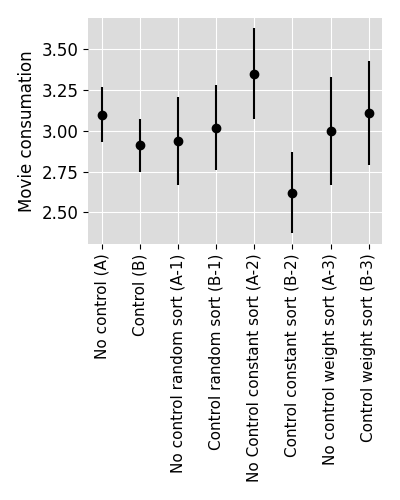 Movie consumation
3.50
3.25
3.00
2.75
2.50
No control (A)
Control (B)
No control random sort (A-1)
Control random sort (B-1)
No Control constant sort (A-2)
Control constant sort (B-2)
No control weight sort (A-3)
Control weight sort (B-3)